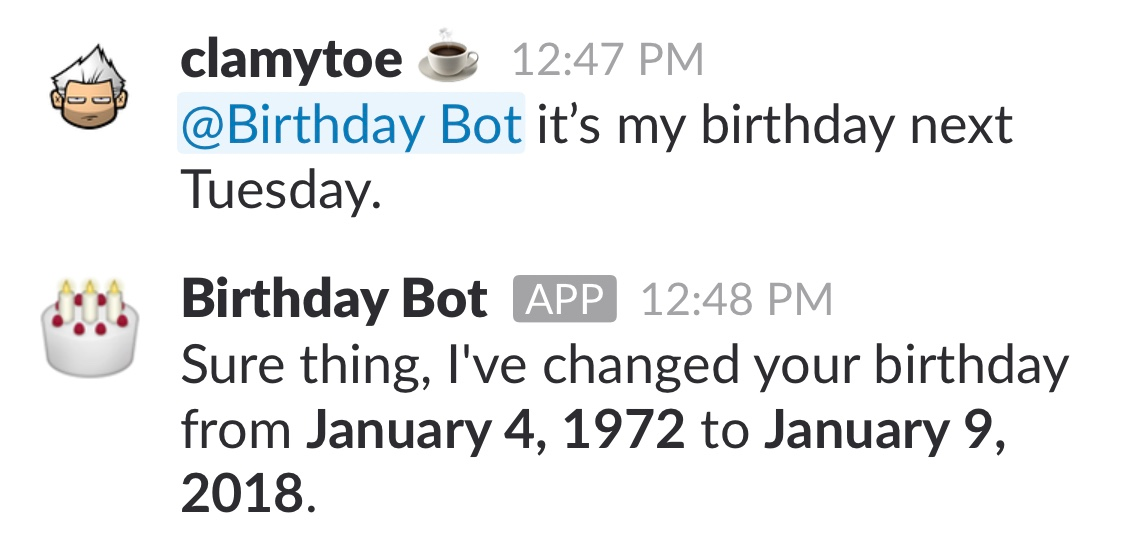 clamytoe 12:47 PM
@Birthday Bot it’s my birthday next
Tuesday.
Birthday Bot APP 12:48 PM
Sure thing, I've changed your birthday
from January 4, 1972 to January 9,
2018.